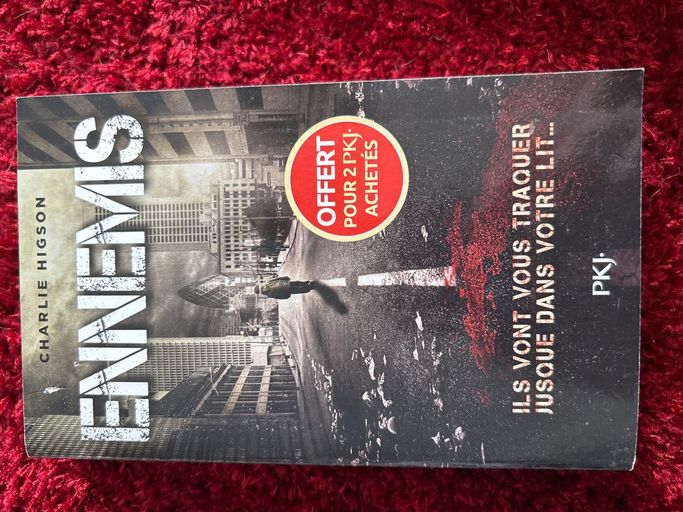 CHARLIE HIGSON
ENNEMIS
OFFERT
POUR 2 PKJ.
ACHETÉS
ILS VONT VOUS TRAQUER
JUSQUE DANS VOTRE LIT...
PKJ.